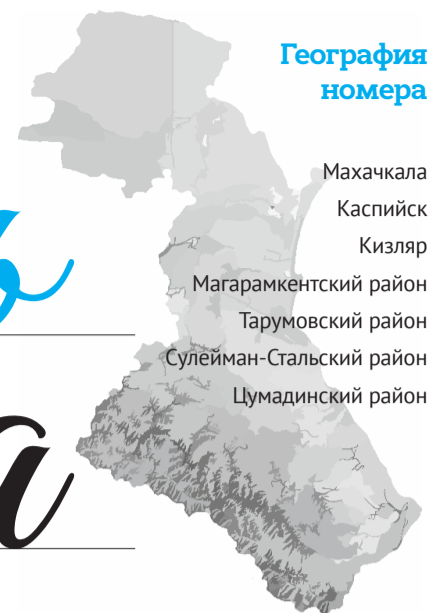 География
номера
Махачкала
Каспийск
Кизляр
Магарамкентский район
Тарумовский район
Сулейман-Стальский район
Цумадинский район
ь
а